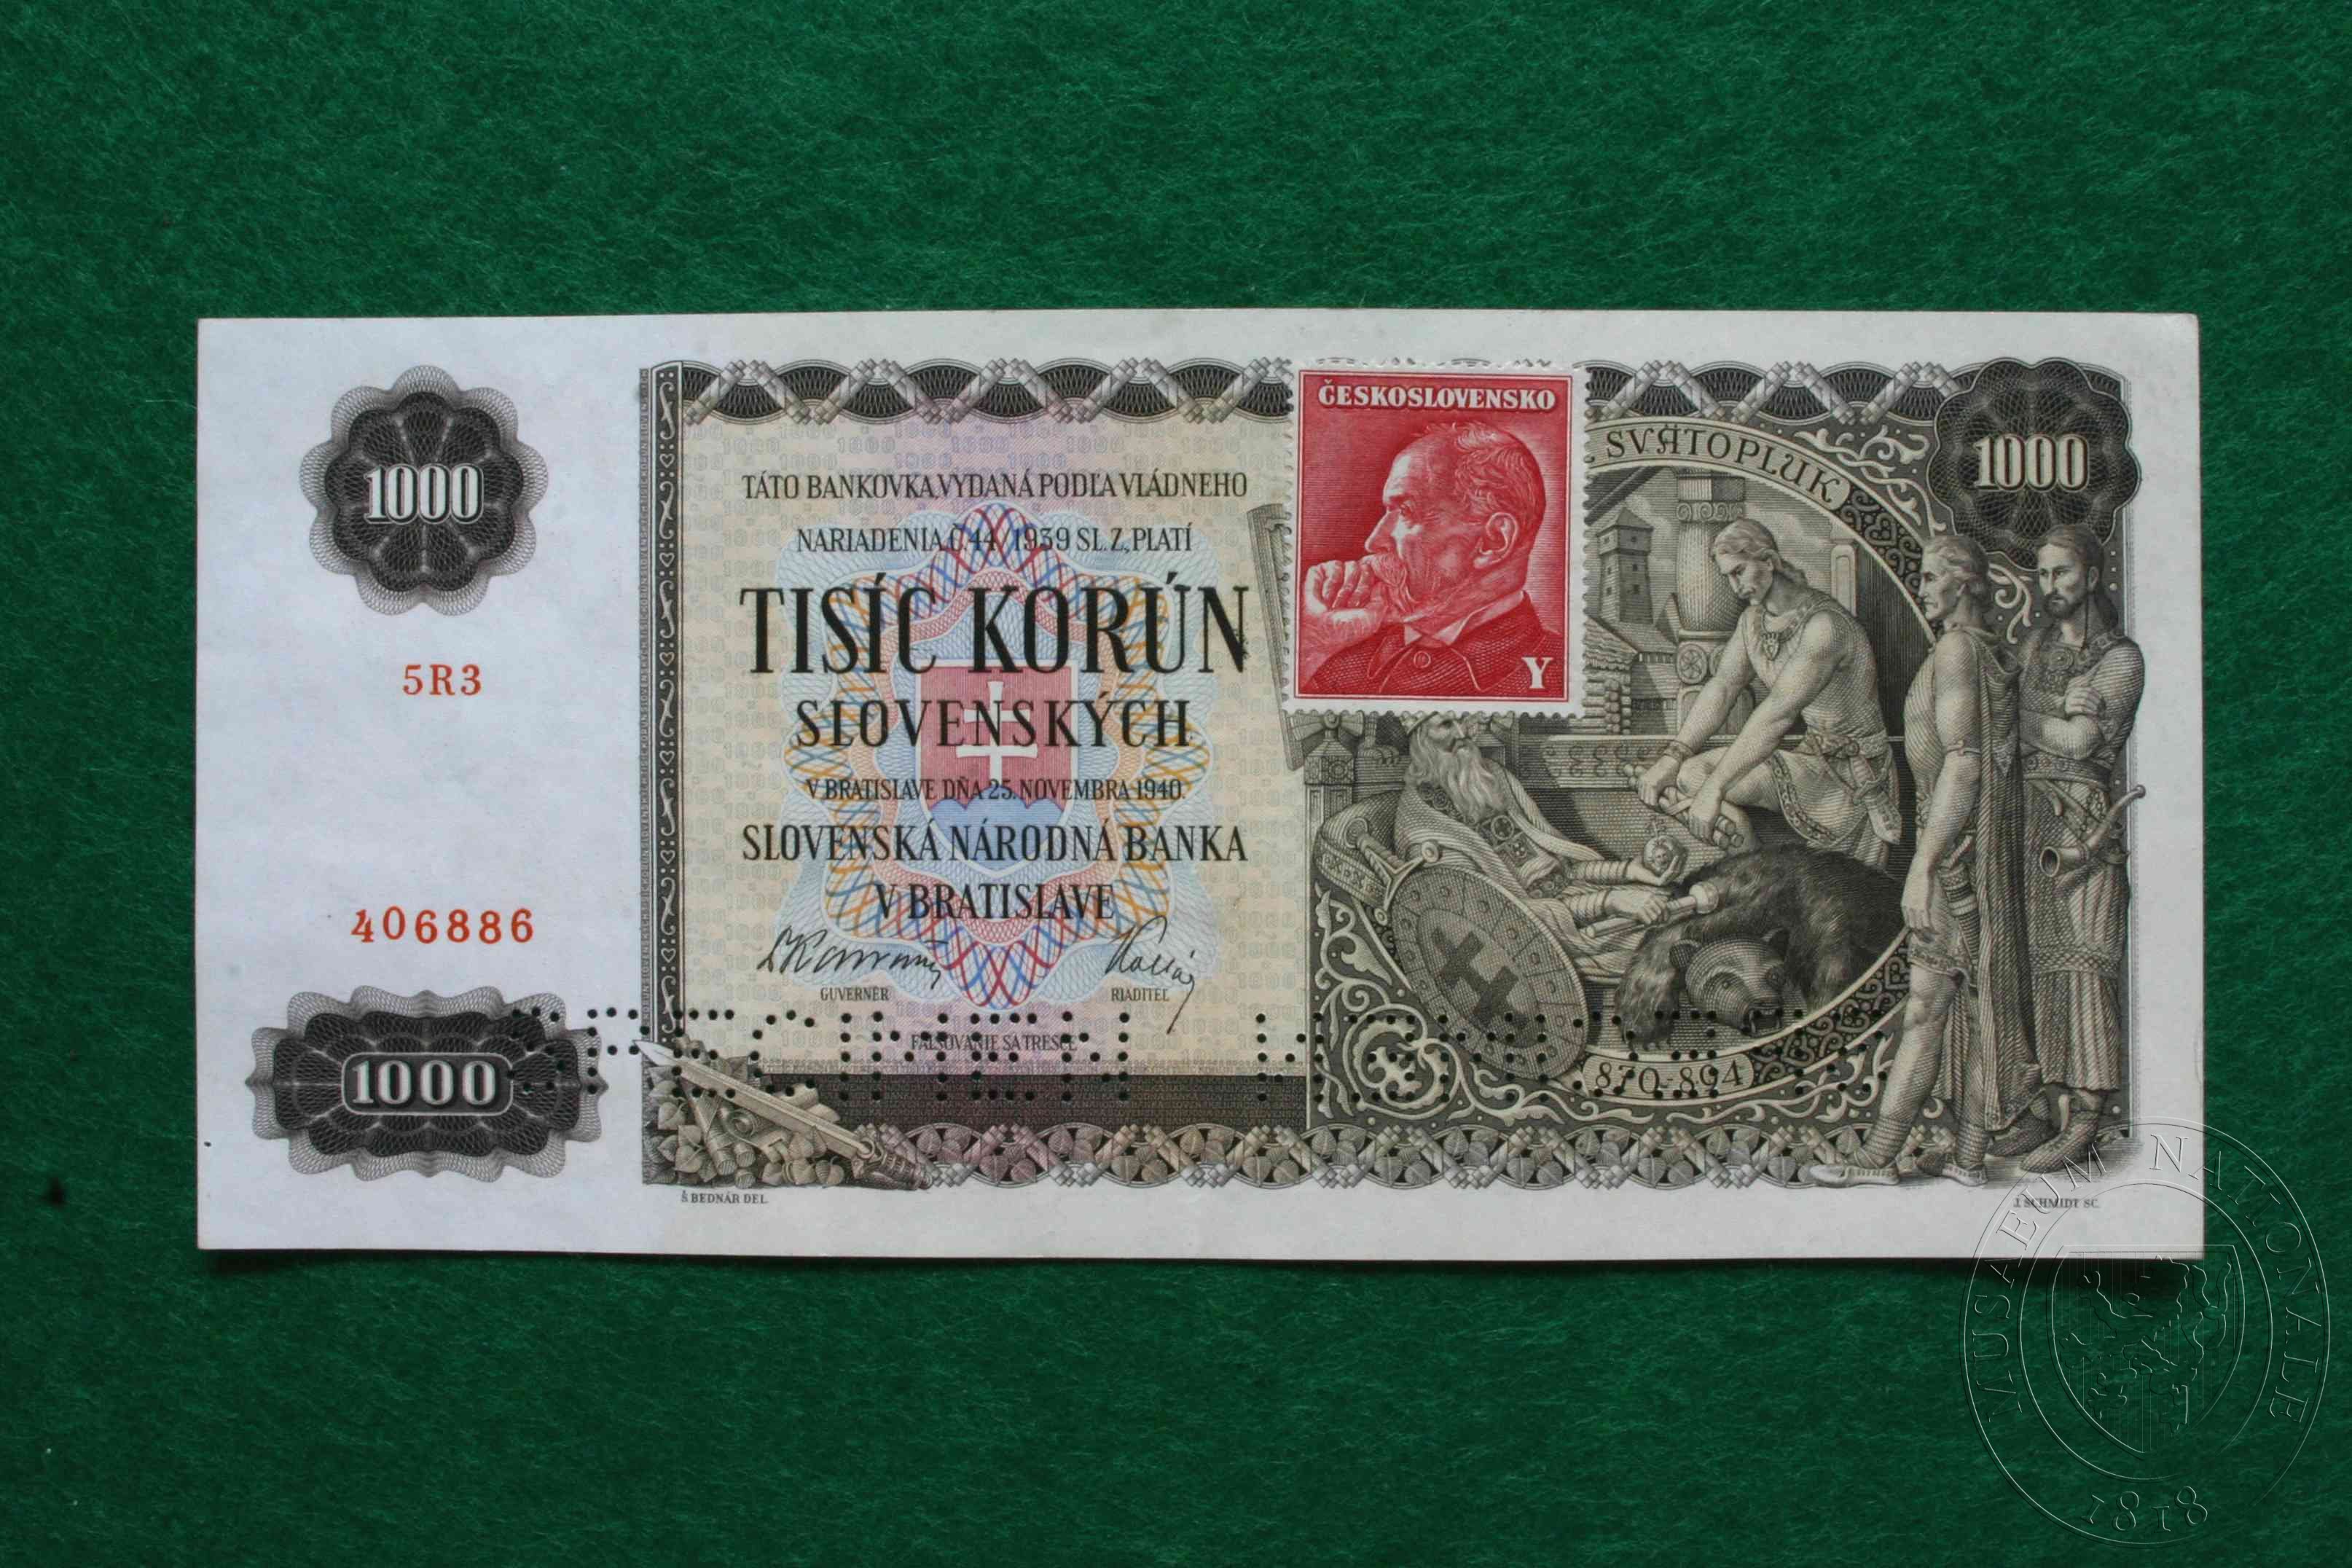 1000
5R3
406886
1000
TÁTO BANKOVKA, VYDANÁ PODĽA VLÁDNEHO
NARIADENIA Č. 44/1939 SL. Z., PLATÍ
TISÍC KORÚN
SLOVENSKÝCH
V BRATISLAVE DŇA 25. NOVEMBRA 1940
SLOVENSKÁ NÁRODNÁ BANKA
V BRATISLAVE
GUVERNÉR
RIADITEĽ
FALŠOVANIE SA TRESCE
Š. BEDNÁR DEL.
ČESKOSLOVENSKO
Y
SVÄTOPLUK
1000
870-894
J. SCHMIDT SC.
MUSAEUM NATIONALE
1818